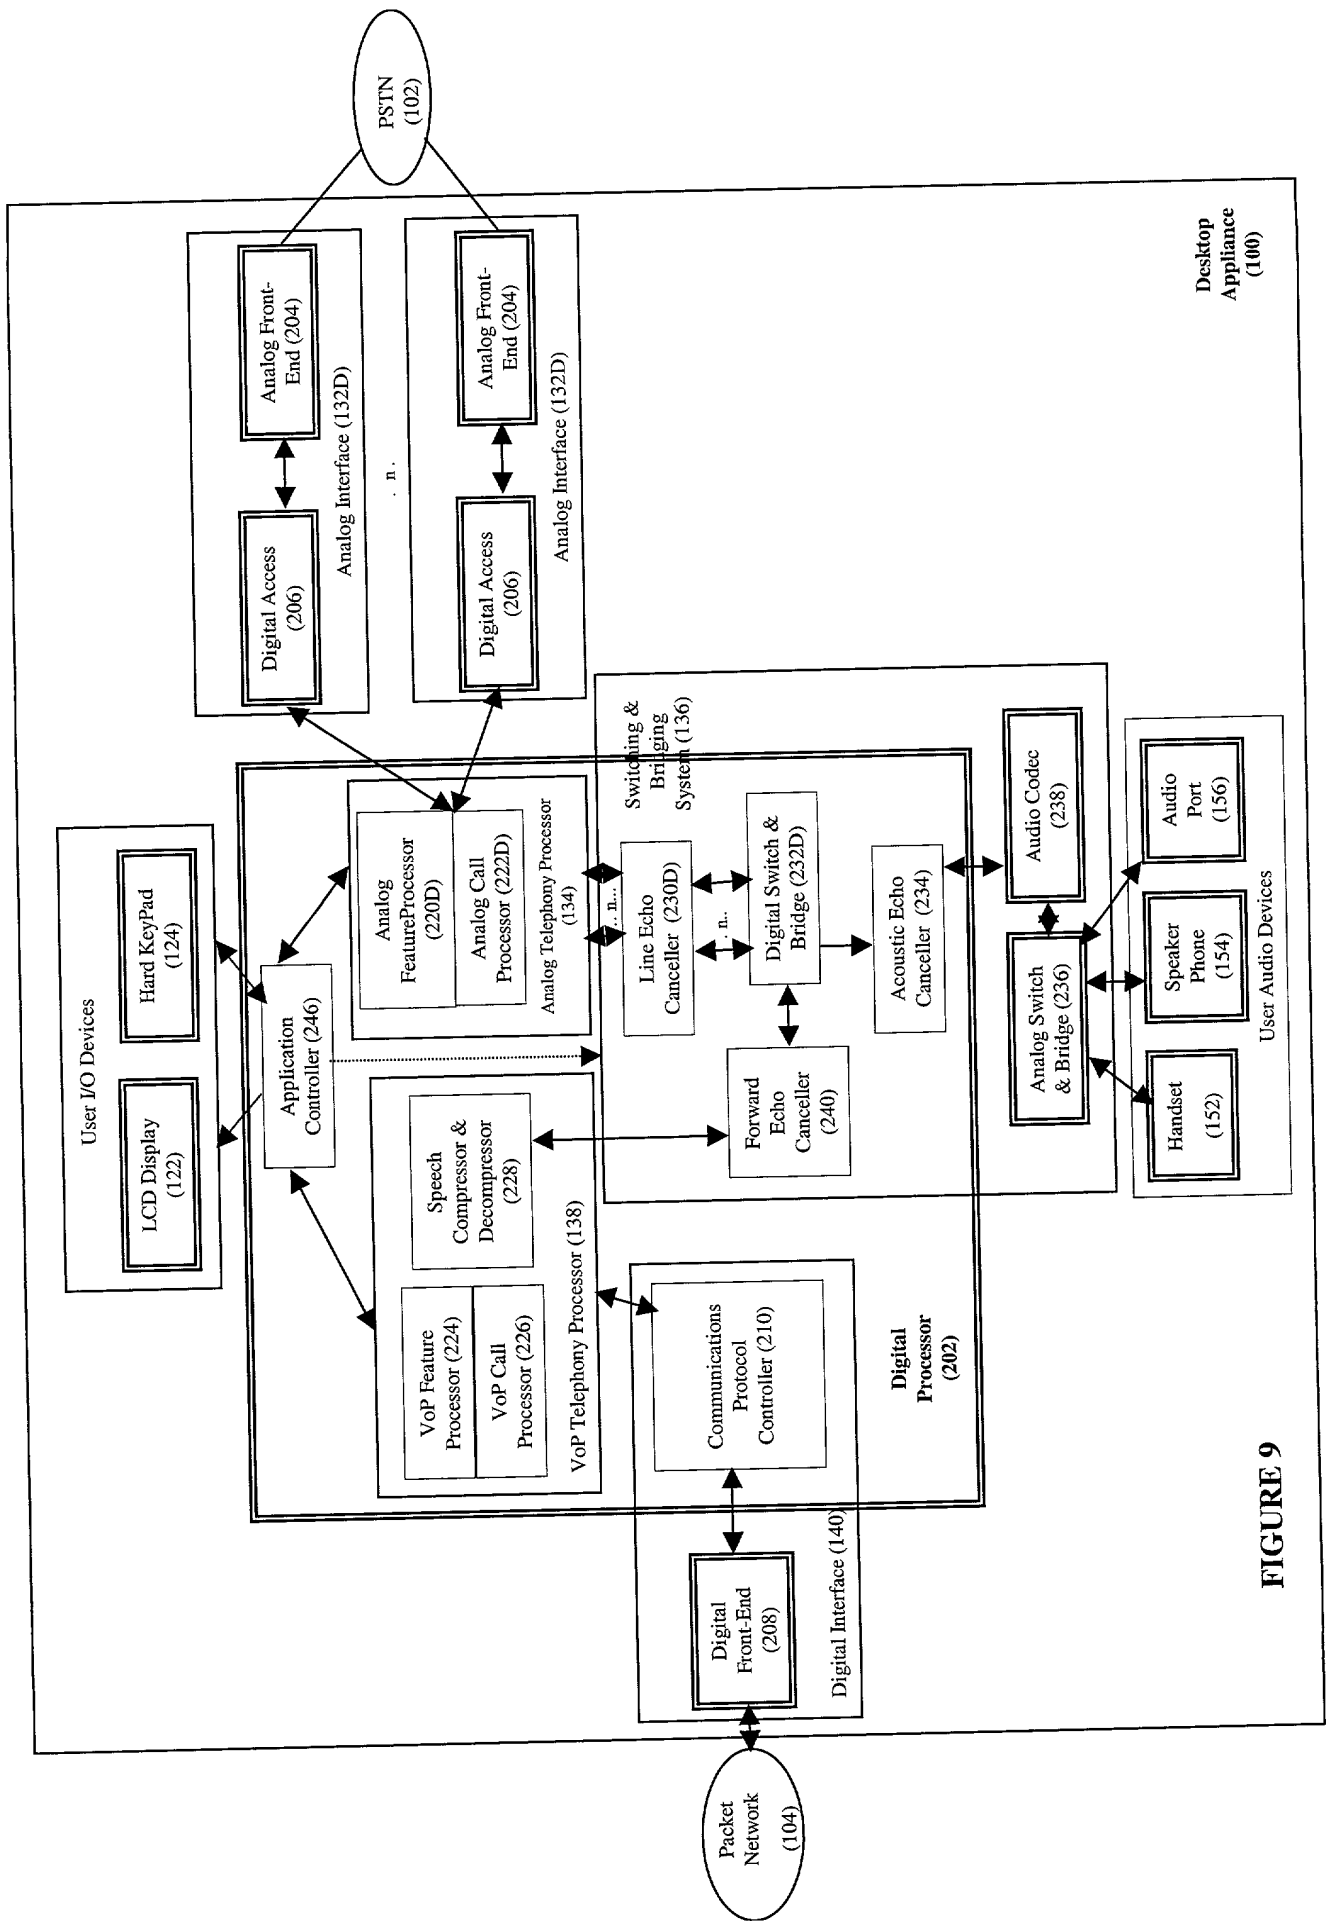 User I/O Devices
LCD Display
(122)
Hard KeyPad
(124)
Application
Controller (246)
VoP Feature
Processor (224)
VoP Call
Processor (226)
Speech
Compressor &
Decompressor
(228)
VoP Telephony Processor (138)
Analog
FeatureProcessor
(220D)
Analog Call
Processor (222D)
Analog Telephony Processor
(134)
Digital Access
(206)
Analog Front-
End (204)
Analog Interface (132D)
. n .
Digital Access
(206)
Analog Front-
End (204)
Analog Interface (132D)
PSTN
(102)
Packet
Network
(104)
Digital
Front-End
(208)
Communications
Protocol
Controller (210)
Digital Interface (140)
Digital
Processor
(202)
Switching &
Bringing
System (136)
. n..
Line Echo
Canceller (230D)
. n..
Digital Switch &
Bridge (232D)
Forward
Echo
Canceller
(240)
Acoustic Echo
Canceller (234)
Analog Switch
& Bridge (236)
Audio Codec
(238)
Handset
(152)
Speaker
Phone
(154)
Audio
Port
(156)
User Audio Devices
Desktop
Appliance
(100)
FIGURE 9